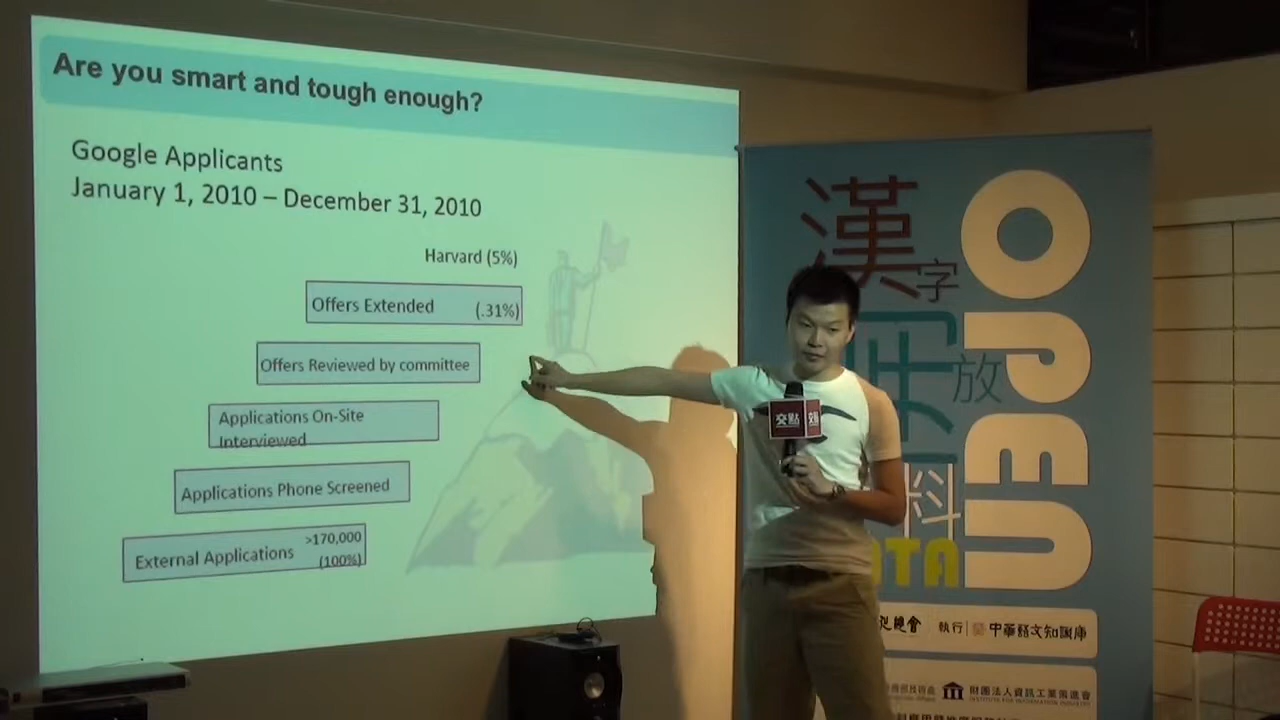 Are you smart and tough enough?
Google Applicants
January 1, 2010 – December 31, 2010
Harvard (5%)
Offers Extended (.31%)
Offers Reviewed by committee
Applications On-Site
Interviewed
Applications Phone Screened
External Applications >170,000
(100%)
漢
字
放
料
OPEN
交點
執行
中華語文知識庫
財團法人資訊工業策進會
INSTITUTE FOR INFORMATION INDUSTRY